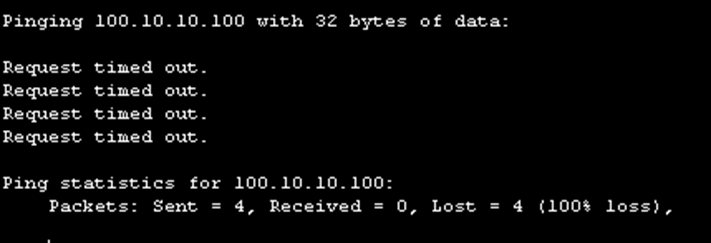 Pinging 100.10.10.100 with 32 bytes of data:
Request timed out.
Request timed out.
Request timed out.
Request timed out.
Ping statistics for 100.10.10.100:
Packets: Sent = 4, Received = 0, Lost = 4 (100% loss),